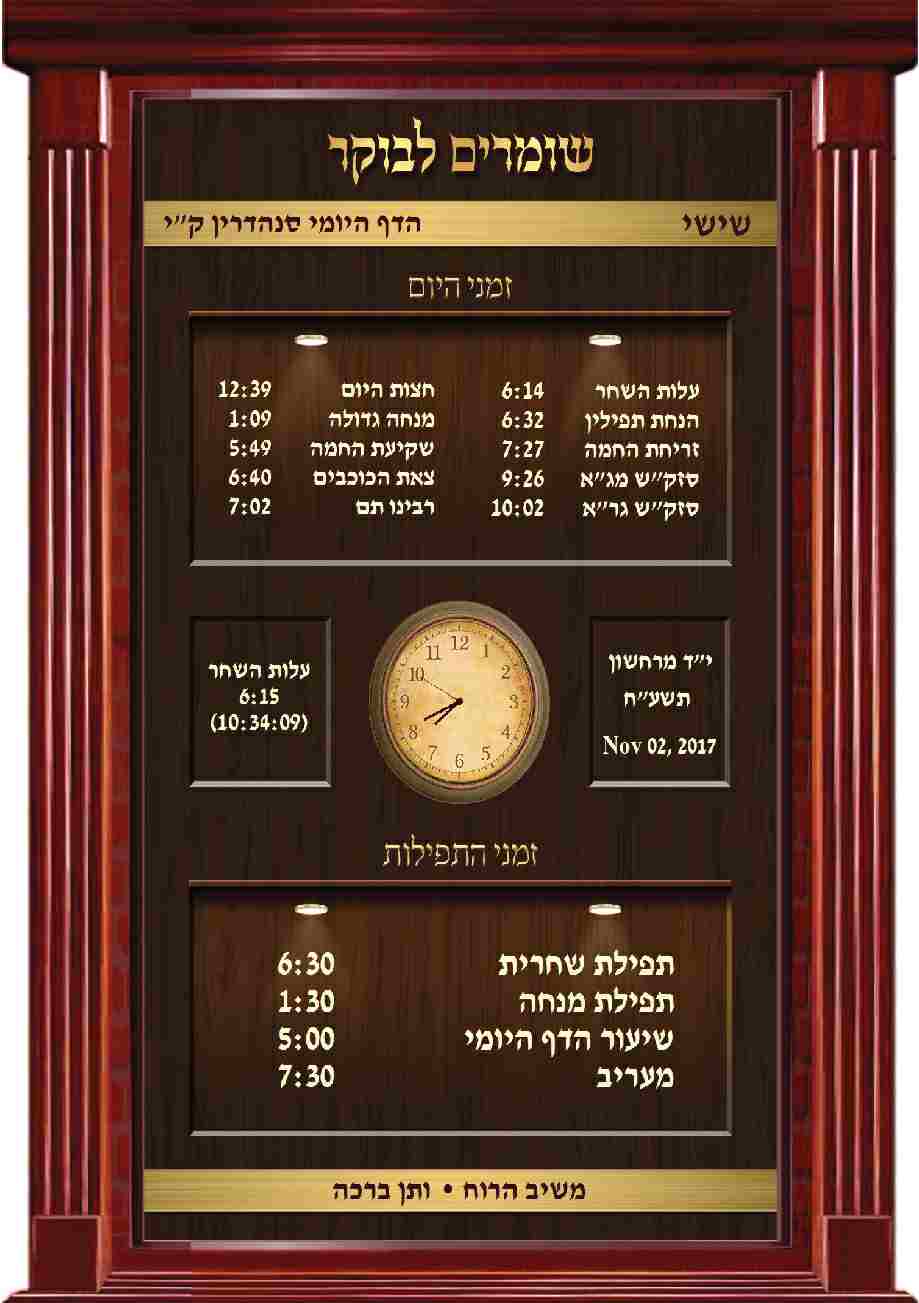 שומרים לבוקר
שישי הדף היומי סנהדרין ק״י
זמני היום
עלות השחר 6:14 חצות היום 12:39
הנחת תפילין 6:32 מנחה גדולה 1:09
זריחת החמה 7:27 שקיעת החמה 5:49
סזק״ש מג״א 9:26 צאת הכוכבים 6:40
סזק״ש גר״א 10:02 רבינו תם 7:02
י״ד מרחשון
תשע״ח
Nov 02, 2017
12 1 2 3 4 5 6 7 8 9 10 11
עלות השחר
6:15
(10:34:09)
זמני התפילות
תפילת שחרית 6:30
תפילת מנחה 1:30
שיעור הדף היומי 5:00
מעריב 7:30
משיב הרוח • ותן ברכה